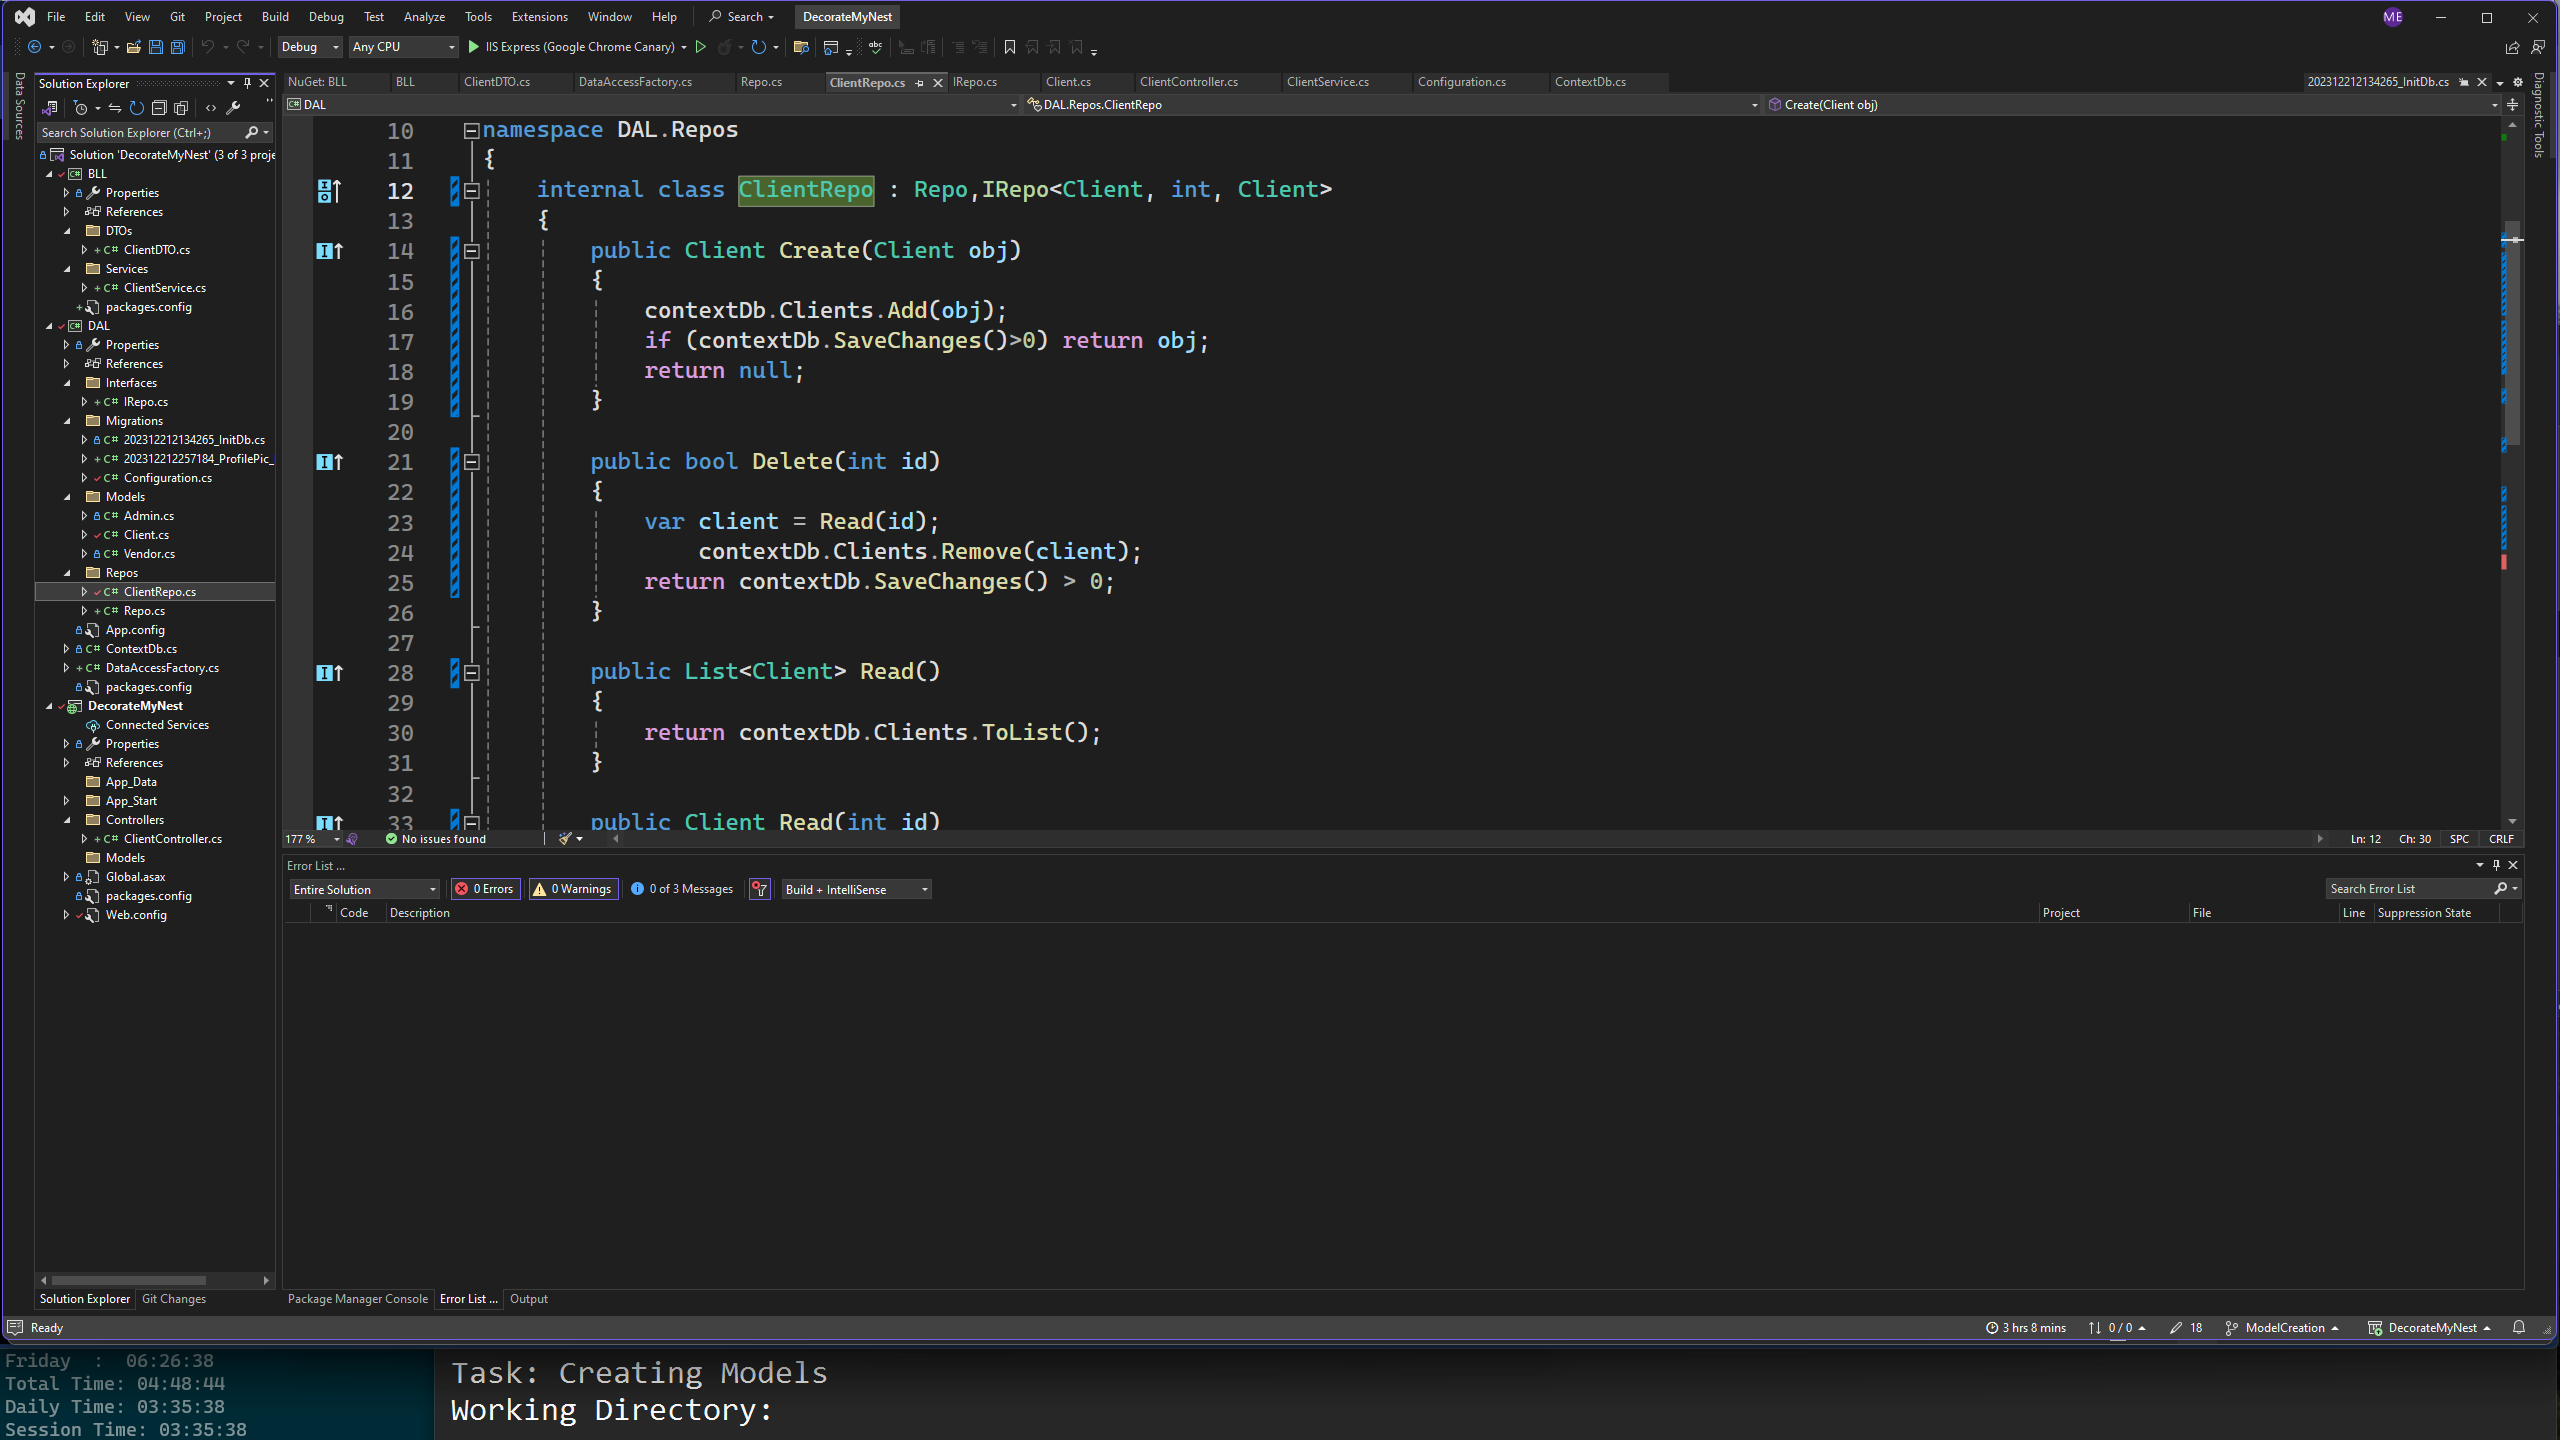 File Edit View Git Project Build Debug Test Analyze Tools Extensions Window Help Search DecorateMyNest ME
Debug Any CPU IIS Express (Google Chrome Canary)
Data Sources
Solution Explorer
Search Solution Explorer (Ctrl+;)
Solution 'DecorateMyNest' (3 of 3 proje
BLL
Properties
References
DTOs
C# ClientDTO.cs
Services
C# ClientService.cs
packages.config
DAL
Properties
References
Interfaces
C# IRepo.cs
Migrations
C# 202312212134265_InitDb.cs
C# 202312212257184_ProfilePic_
C# Configuration.cs
Models
C# Admin.cs
C# Client.cs
C# Vendor.cs
Repos
C# ClientRepo.cs
C# Repo.cs
App.config
C# ContextDb.cs
C# DataAccessFactory.cs
packages.config
DecorateMyNest
Connected Services
Properties
References
App_Data
App_Start
Controllers
C# ClientController.cs
Models
Global.asax
packages.config
Web.config
Solution Explorer Git Changes
NuGet: BLL BLL ClientDTO.cs DataAccessFactory.cs Repo.cs ClientRepo.cs IRepo.cs Client.cs ClientController.cs ClientService.cs Configuration.cs ContextDb.cs 202312212134265_InitDb.cs
DAL DAL.Repos.ClientRepo Create(Client obj)
10 namespace DAL.Repos
11 {
12 internal class ClientRepo : Repo,IRepo<Client, int, Client>
13 {
14 public Client Create(Client obj)
15 {
16 contextDb.Clients.Add(obj);
17 if (contextDb.SaveChanges()>0) return obj;
18 return null;
19 }
20
21 public bool Delete(int id)
22 {
23 var client = Read(id);
24 contextDb.Clients.Remove(client);
25 return contextDb.SaveChanges() > 0;
26 }
27
28 public List<Client> Read()
29 {
30 return contextDb.Clients.ToList();
31 }
32
33 public Client Read(int id)
177 % No issues found Ln: 12 Ch: 30 SPC CRLF
Diagnostic Tools
Error List ...
Entire Solution 0 Errors 0 Warnings 0 of 3 Messages Build + IntelliSense Search Error List
Code Description Project File Line Suppression State
Package Manager Console Error List ... Output
Ready 3 hrs 8 mins 0 / 0 18 ModelCreation DecorateMyNest
Friday : 06:26:38
Total Time: 04:48:44
Daily Time: 03:35:38
Session Time: 03:35:38
Task: Creating Models
Working Directory: